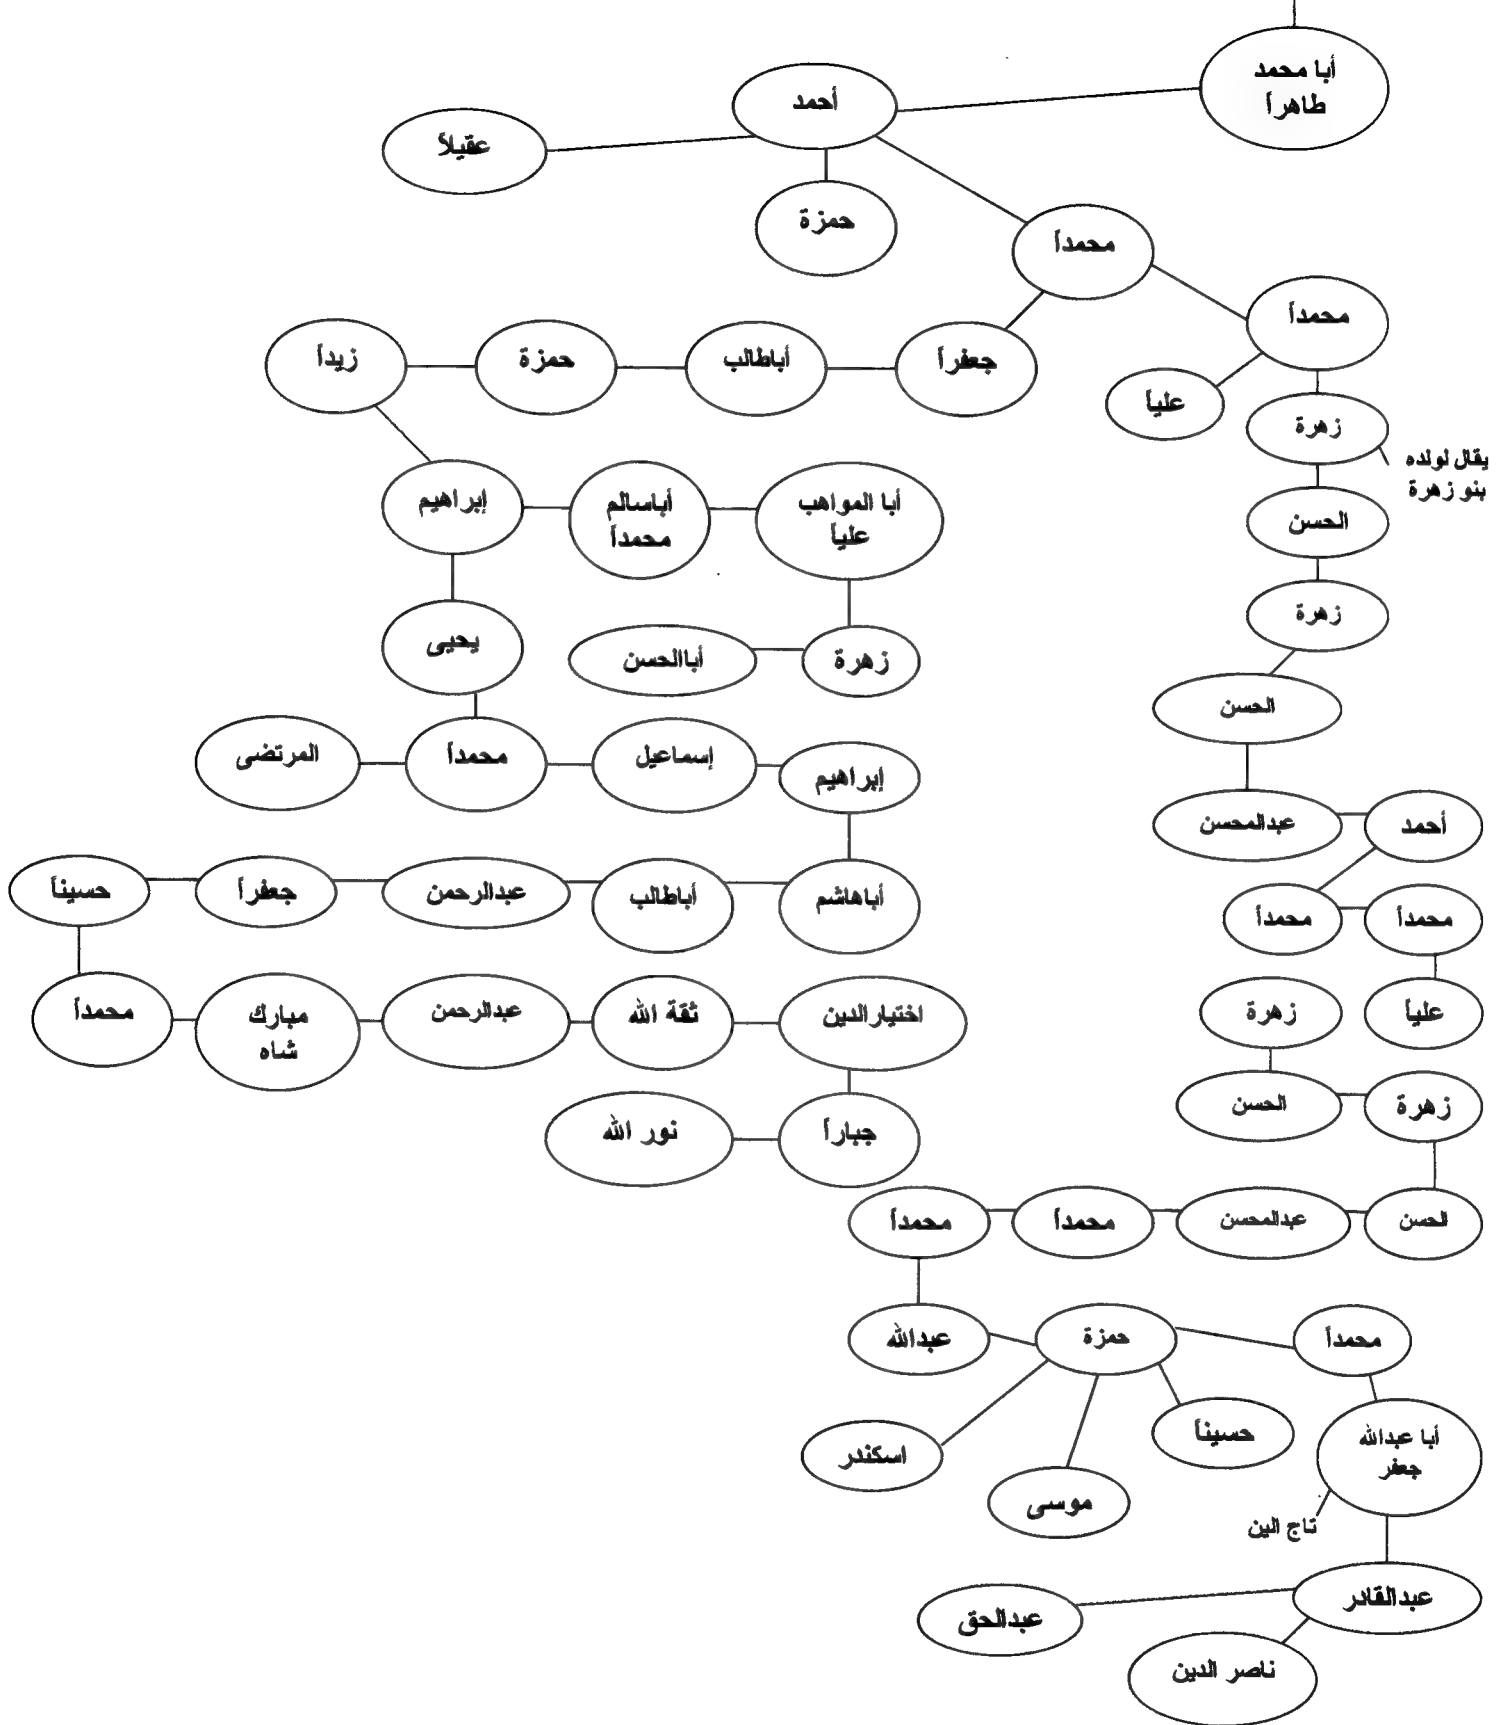 أبا محمد
طاهراً
أحمد
عقيلاً
حمزة
محمداً
محمداً
جعفراً
أباطالب
حمزة
زيداً
علياً
زهرة
يقال لولده
بنو زهرة
إبراهيم
أباسالم
محمداً
أبا المواهب
علياً
الحسن
زهرة
يحيى
أباالحسن
زهرة
الحسن
المرتضى
محمداً
إسماعيل
إبراهيم
عبدالمحسن
أحمد
حسيناً
جعفراً
عبدالرحمن
أباطالب
أباهاشم
محمداً
محمداً
محمداً
مبارك
شاه
عبدالرحمن
ثقة الله
اختيارالدين
زهرة
علياً
نور الله
جباراً
الحسن
زهرة
محمداً
محمداً
عبدالمحسن
الحسن
عبدالله
حمزة
محمداً
حسيناً
اسكندر
موسى
أبا عبدالله
جعفر
تاج الين
عبدالقادر
عبدالحق
ناصر الدين